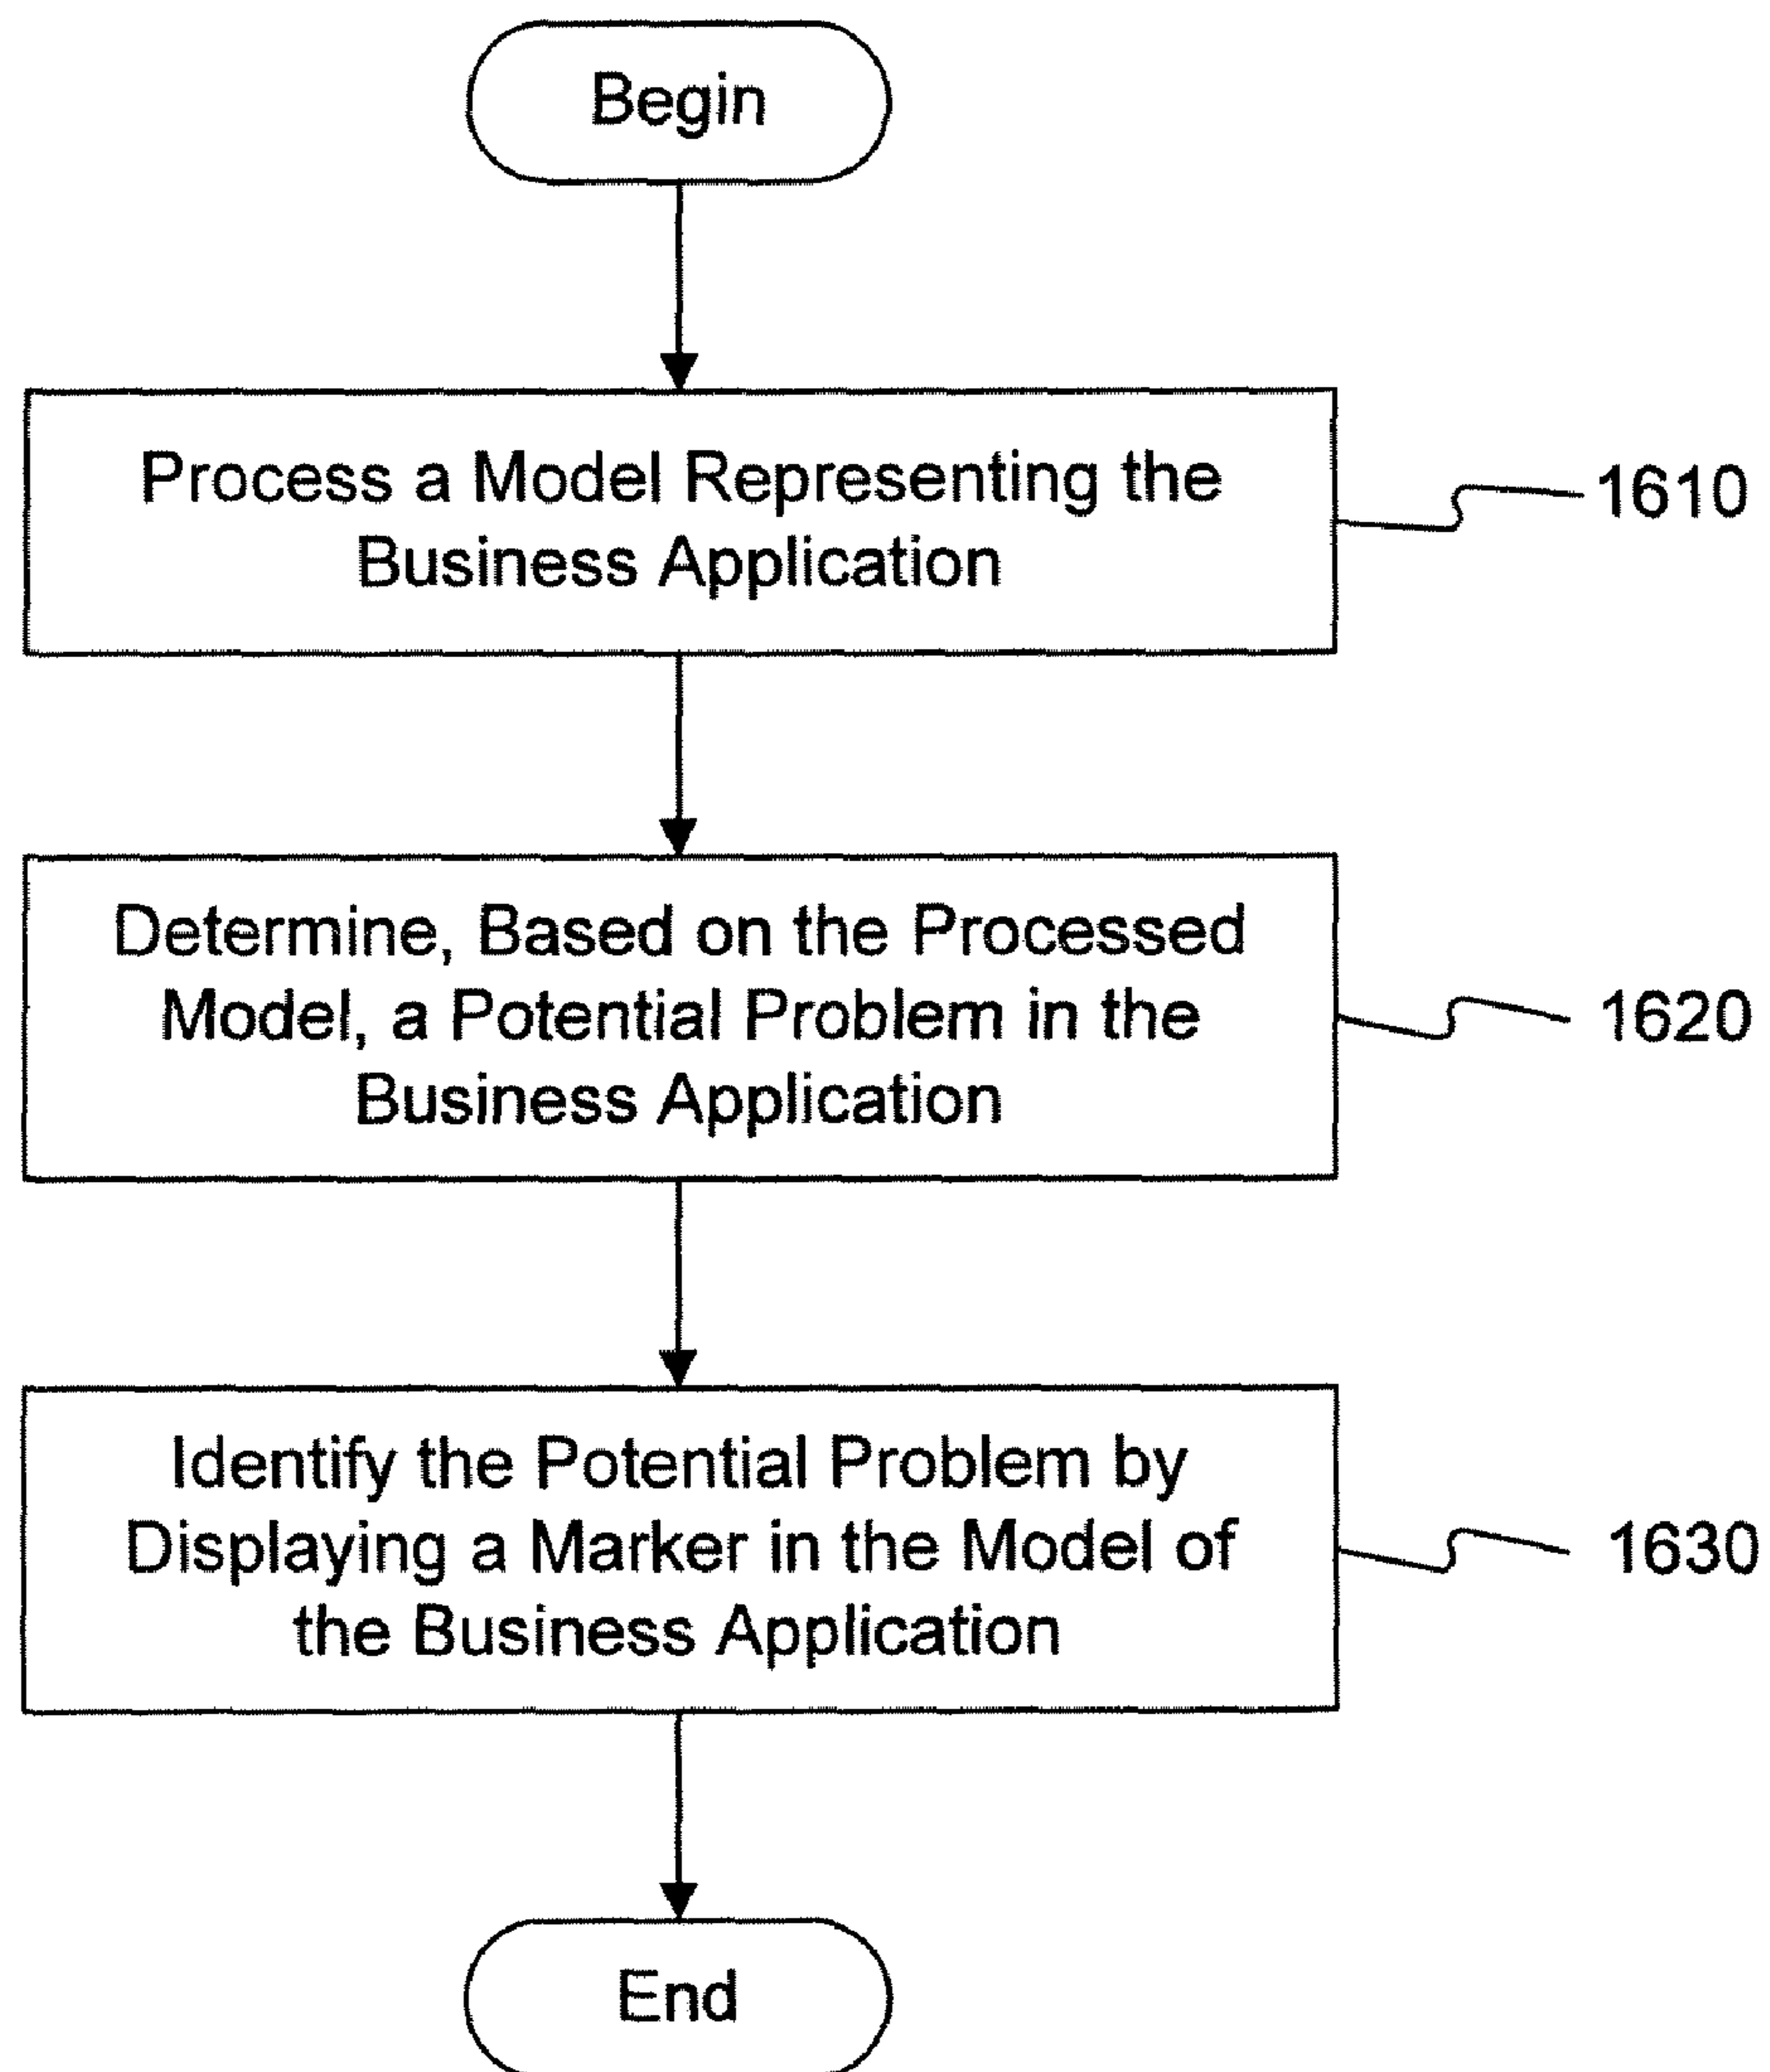 Begin
Process a Model Representing the
Business Application
1610
Determine, Based on the Processed
Model, a Potential Problem in the
Business Application
1620
Identify the Potential Problem by
Displaying a Marker in the Model of
the Business Application
1630
End